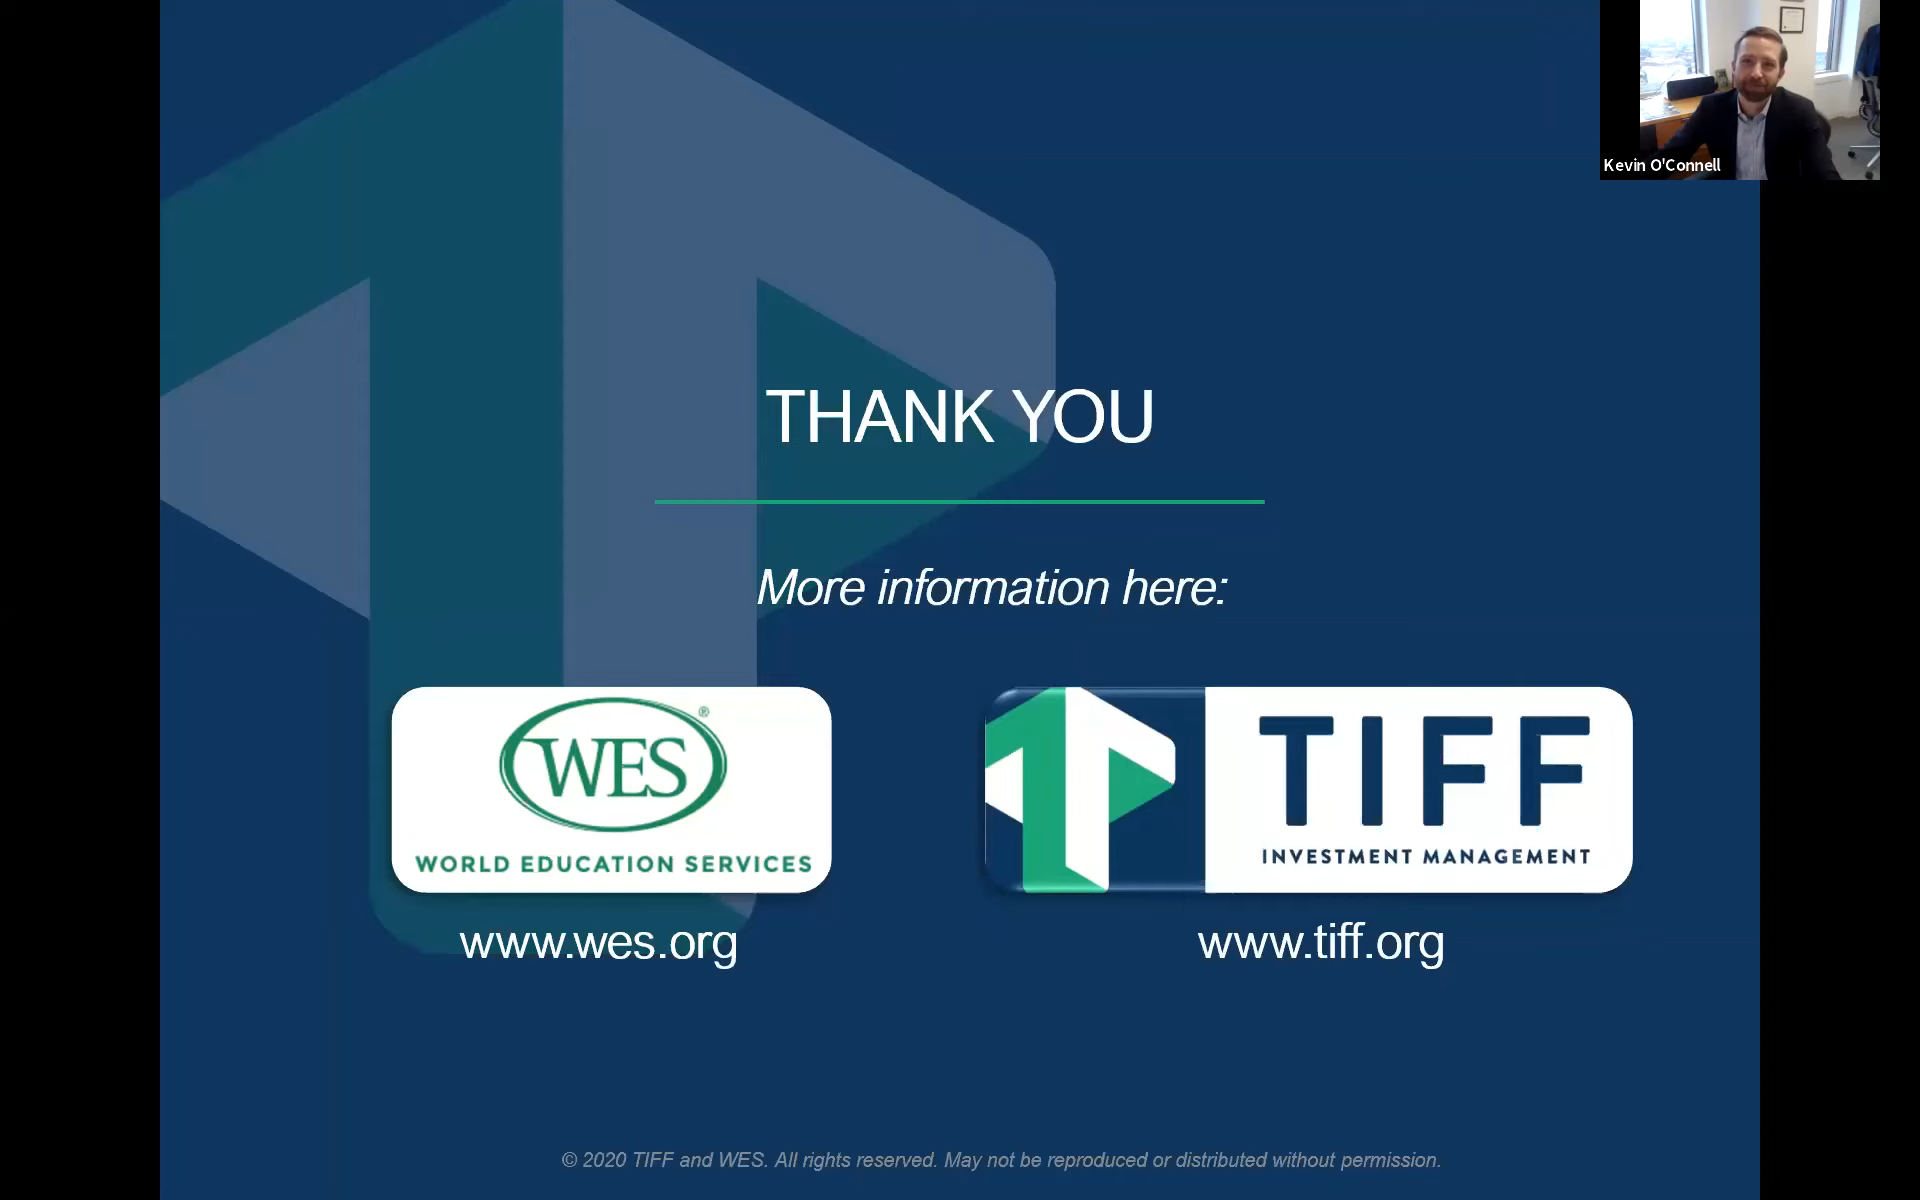 Kevin O'Connell
THANK YOU
More information here:
WES®
WORLD EDUCATION SERVICES
TIFF
INVESTMENT MANAGEMENT
www.wes.org
www.tiff.org
© 2020 TIFF and WES. All rights reserved. May not be reproduced or distributed without permission.